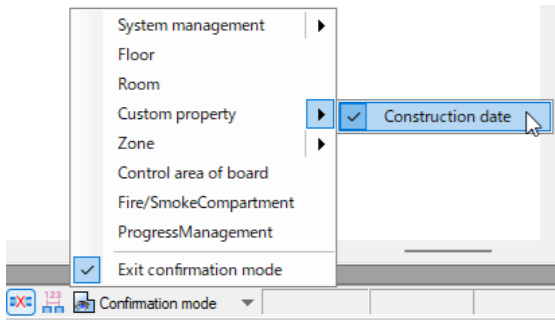 System management
Floor
Room
Custom property
Construction date
Zone
Control area of board
Fire/SmokeCompartment
ProgressManagement
Exit confirmation mode
123
Confirmation mode